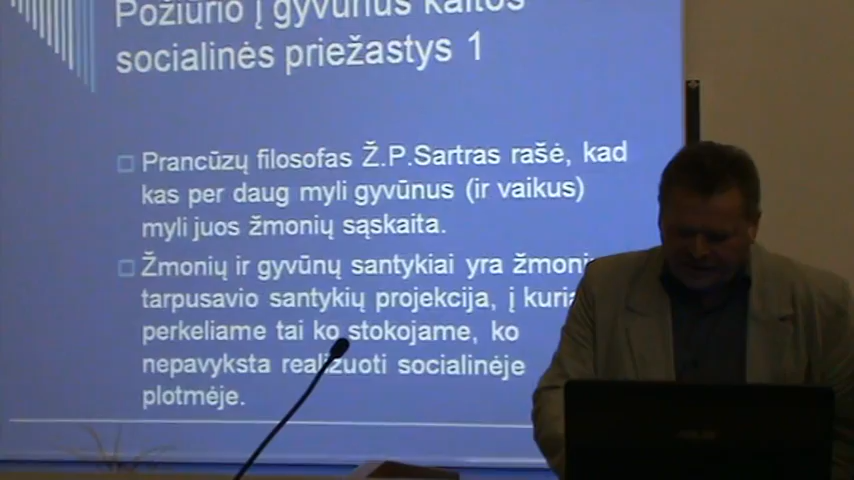 Požiūrio į gyvūnus kaitos
socialinės priežastys 1
Prancūzų filosofas Ž.P.Sartras rašė, kad
kas per daug myli gyvūnus (ir vaikus)
myli juos žmonių sąskaita.
Žmonių ir gyvūnų santykiai yra
tarpusavio santykių projekcija, į
perkeliame tai ko stokojame, ko
nepavyksta realizuoti socialinėje
plotmėje.